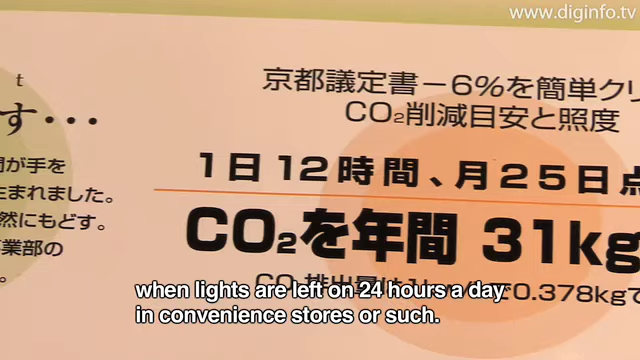 www.diginfo.tv
t
す・・・
京都議定書－6%を簡単クリ
CO₂削減目安と照度
間が手を
生まれました。
然にもどす。
事業部の
。
1日12時間、月25日点
CO₂を年間 31kg
0.378kgで
when lights are left on 24 hours a day
in convenience stores or such.